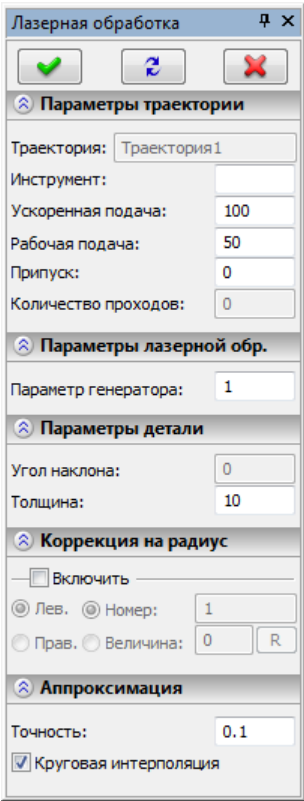 Лазерная обработка
Параметры траектории
Траектория: Траектория1
Инструмент:
Ускоренная подача: 100
Рабочая подача: 50
Припуск: 0
Количество проходов: 0
Параметры лазерной обр.
Параметр генератора: 1
Параметры детали
Угол наклона: 0
Толщина: 10
Коррекция на радиус
Включить
Лев. Номер: 1
Прав. Величина: 0 R
Аппроксимация
Точность: 0.1
Круговая интерполяция